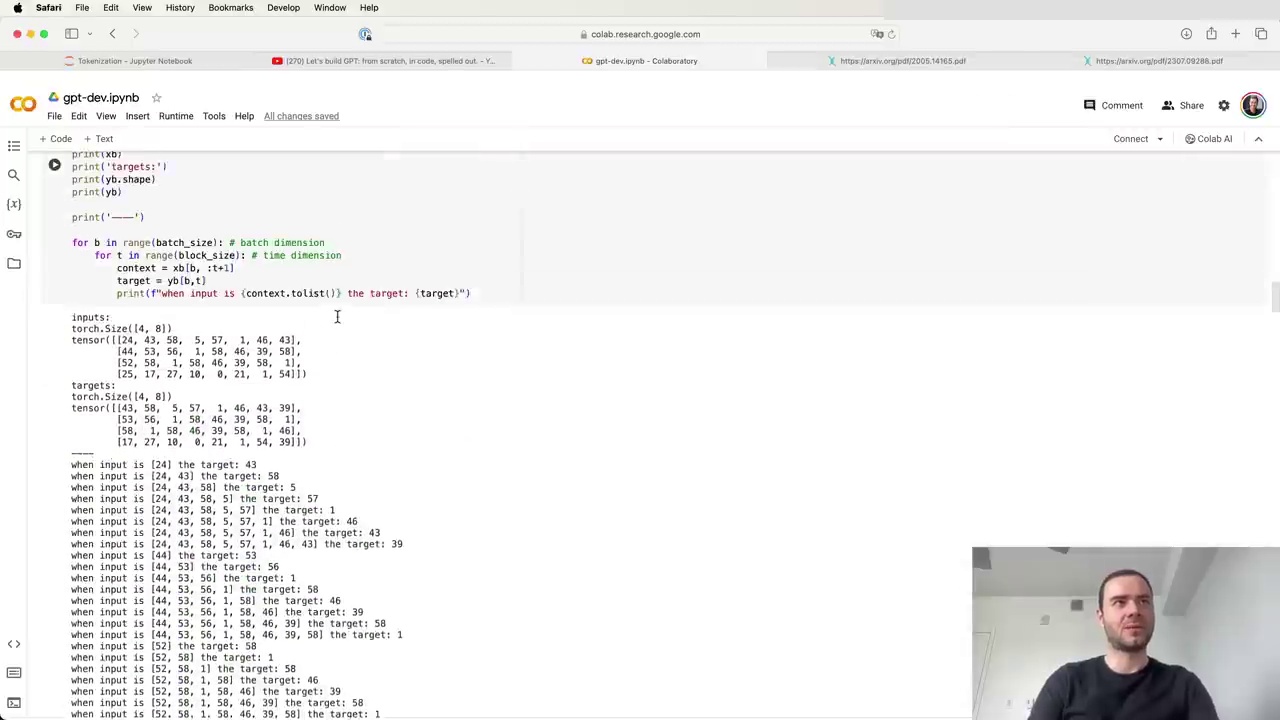 Safari File Edit View History Bookmarks Develop Window Help
colab.research.google.com
Tokenization - Jupyter Notebook
(270) Let's build GPT: from scratch, in code, spelled out. - Y...
gpt-dev.ipynb - Colaboratory
https://arxiv.org/pdf/2005.14165.pdf
https://arxiv.org/pdf/2307.09288.pdf
gpt-dev.ipynb
Comment Share
File Edit View Insert Runtime Tools Help All changes saved
+ Code + Text
Connect Colab AI
print(xb)
print('targets:')
print(yb.shape)
print(yb)
print('----')
for b in range(batch_size): # batch dimension
for t in range(block_size): # time dimension
context = xb[b, :t+1]
target = yb[b,t]
print(f"when input is {context.tolist()} the target: {target}")
inputs:
torch.Size([4, 8])
tensor([[24, 43, 58, 5, 57, 1, 46, 43],
[44, 53, 56, 1, 58, 46, 39, 58],
[52, 58, 1, 58, 46, 39, 58, 1],
[25, 17, 27, 10, 0, 21, 1, 54]])
targets:
torch.Size([4, 8])
tensor([[43, 58, 5, 57, 1, 46, 43, 39],
[53, 56, 1, 58, 46, 39, 58, 1],
[58, 1, 58, 46, 39, 58, 1, 46],
[17, 27, 10, 0, 21, 1, 54, 39]])
----
when input is [24] the target: 43
when input is [24, 43] the target: 58
when input is [24, 43, 58] the target: 5
when input is [24, 43, 58, 5] the target: 57
when input is [24, 43, 58, 5, 57] the target: 1
when input is [24, 43, 58, 5, 57, 1] the target: 46
when input is [24, 43, 58, 5, 57, 1, 46] the target: 43
when input is [24, 43, 58, 5, 57, 1, 46, 43] the target: 39
when input is [44] the target: 53
when input is [44, 53] the target: 56
when input is [44, 53, 56] the target: 1
when input is [44, 53, 56, 1] the target: 58
when input is [44, 53, 56, 1, 58] the target: 46
when input is [44, 53, 56, 1, 58, 46] the target: 39
when input is [44, 53, 56, 1, 58, 46, 39] the target: 58
when input is [44, 53, 56, 1, 58, 46, 39, 58] the target: 1
when input is [52] the target: 58
when input is [52, 58] the target: 1
when input is [52, 58, 1] the target: 58
when input is [52, 58, 1, 58] the target: 46
when input is [52, 58, 1, 58, 46] the target: 39
when input is [52, 58, 1, 58, 46, 39] the target: 58
when input is [52, 58, 1, 58, 46, 39, 58] the target: 1